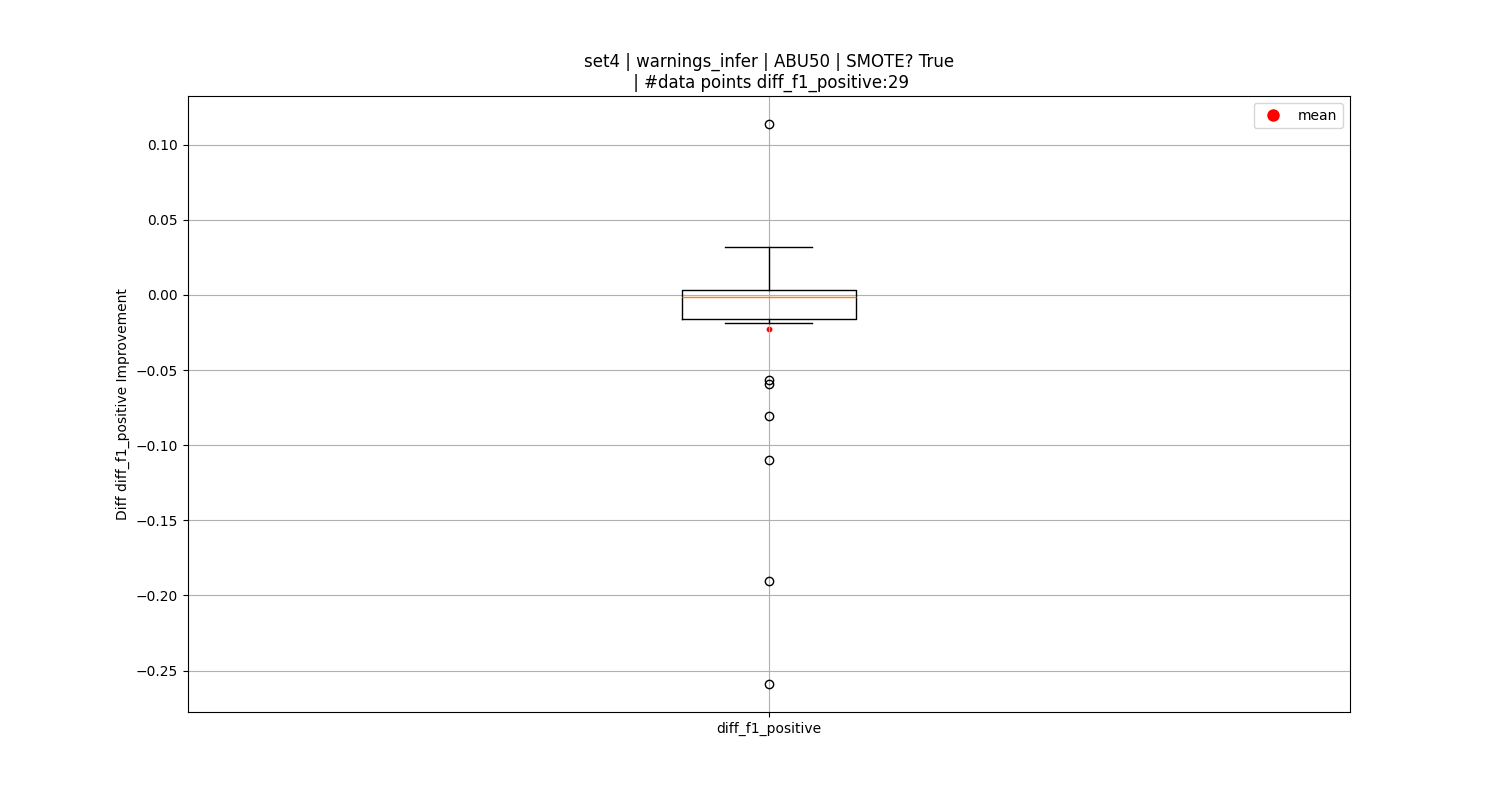 set4 | warnings_infer | ABU50 | SMOTE? True
| #data points diff_f1_positive:29
mean
0.10
0.05
0.00
−0.05
−0.10
−0.15
−0.20
−0.25
Diff diff_f1_positive Improvement
diff_f1_positive